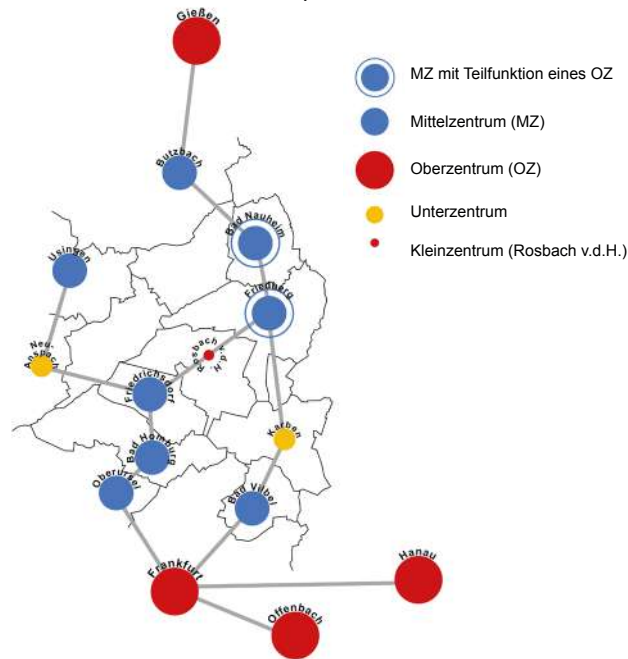 Gießen
MZ mit Teilfunktion eines OZ
Mittelzentrum (MZ)
Oberzentrum (OZ)
Unterzentrum
Kleinzentrum (Rosbach v.d.H.)
Butzbach
Bad Nauheim
Usingen
Friedberg
Neu-
Anspach
Rosbach
v.d.H.
Friedrichsdorf
Karben
Bad Homburg
Oberursel
Bad Vilbel
Frankfurt
Hanau
Offenbach